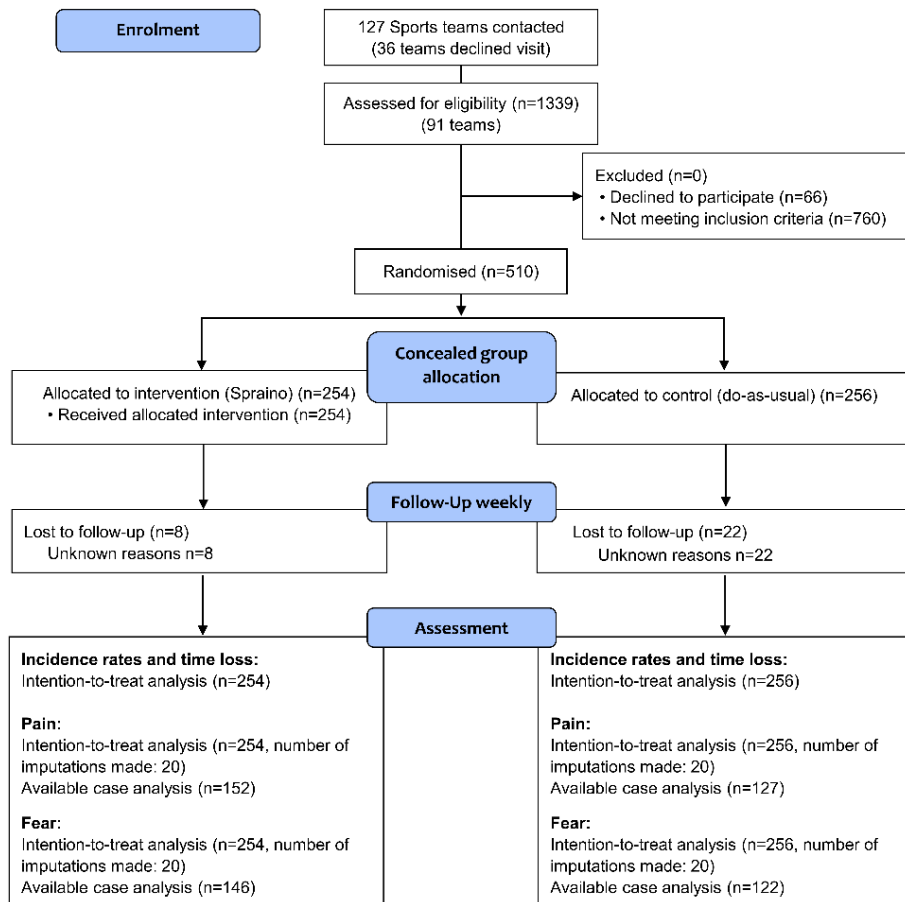 Enrolment
127 Sports teams contacted
(36 teams declined visit)
Assessed for eligibility (n=1339)
(91 teams)
Excluded (n=0)
• Declined to participate (n=66)
• Not meeting inclusion criteria (n=760)
Randomised (n=510)
Concealed group
allocation
Allocated to intervention (Spraino) (n=254)
• Received allocated intervention (n=254)
Allocated to control (do-as-usual) (n=256)
Follow-Up weekly
Lost to follow-up (n=8)
Unknown reasons n=8
Lost to follow-up (n=22)
Unknown reasons n=22
Assessment
Incidence rates and time loss:
Intention-to-treat analysis (n=254)
Pain:
Intention-to-treat analysis (n=254, number of
imputations made: 20)
Available case analysis (n=152)
Fear:
Intention-to-treat analysis (n=254, number of
imputations made: 20)
Available case analysis (n=146)
Incidence rates and time loss:
Intention-to-treat analysis (n=256)
Pain:
Intention-to-treat analysis (n=256, number of
imputations made: 20)
Available case analysis (n=127)
Fear:
Intention-to-treat analysis (n=256, number of
imputations made: 20)
Available case analysis (n=122)